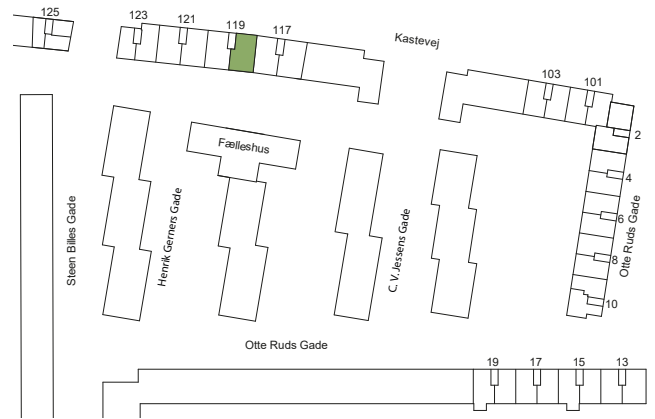 125
123
121
119
117
Kastevej
103
101
2
4
6
8
10
Otte Ruds Gade
Fælleshus
Steen Billes Gade
Henrik Gerners Gade
C. V. Jessens Gade
Otte Ruds Gade
19
17
15
13